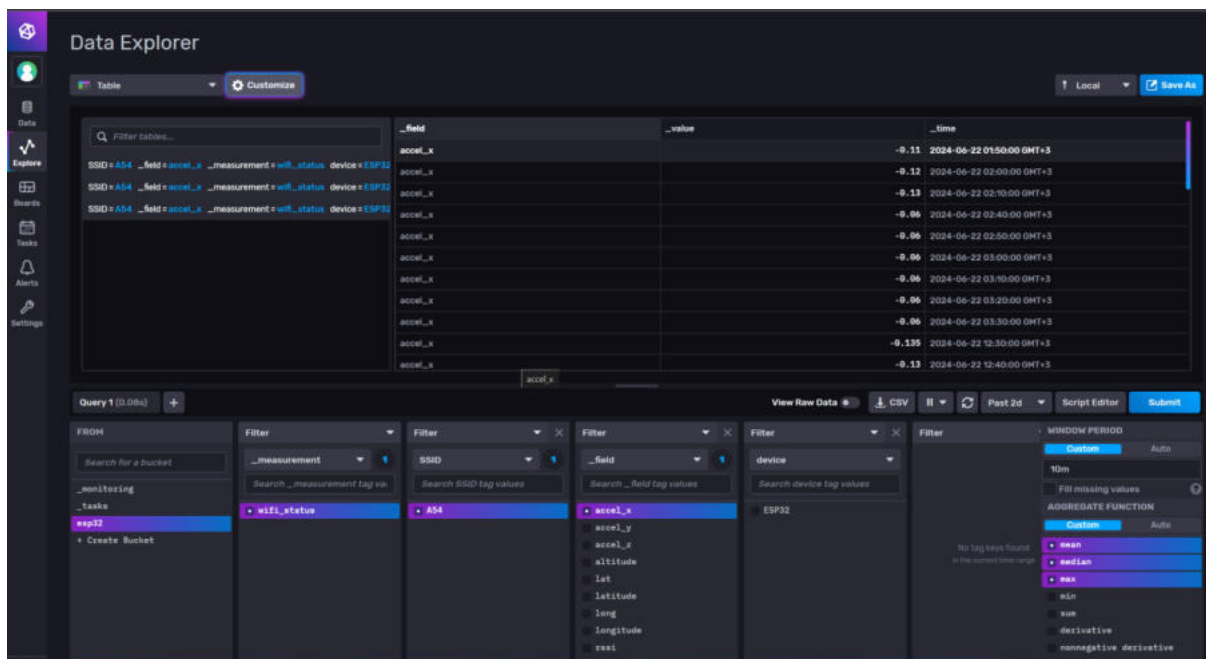 Data Explorer
Table
Customize
Local
Save As
Data
Explore
Boards
Tasks
Alerts
Settings
Filter tables...
SSID = A54 _field = accel_x _measurement = wifi_status device = ESP32
SSID = A54 _field = accel_x _measurement = wifi_status device = ESP32
SSID = A54 _field = accel_x _measurement = wifi_status device = ESP32
_field _value _time
accel_x -0.11 2024-06-22 01:50:00 GMT+3
accel_x -0.12 2024-06-22 02:00:00 GMT+3
accel_x -0.13 2024-06-22 02:10:00 GMT+3
accel_x -0.06 2024-06-22 02:40:00 GMT+3
accel_x -0.06 2024-06-22 02:50:00 GMT+3
accel_x -0.06 2024-06-22 03:00:00 GMT+3
accel_x -0.06 2024-06-22 03:10:00 GMT+3
accel_x -0.06 2024-06-22 03:20:00 GMT+3
accel_x -0.06 2024-06-22 03:30:00 GMT+3
accel_x -0.135 2024-06-22 12:30:00 GMT+3
accel_x -0.13 2024-06-22 12:40:00 GMT+3
accel_x
Query 1 (0.08s) +
View Raw Data
CSV
Past 2d
Script Editor
Submit
FROM
Search for a bucket
_monitoring
_tasks
esp32
+ Create Bucket
Filter
_measurement 1
Search _measurement tag va
wifi_status
Filter
SSID 1
Search SSID tag values
A54
Filter
_field 1
Search _field tag values
accel_x
accel_y
accel_z
altitude
lat
latitude
long
longitude
rssi
Filter
device
Search device tag values
ESP32
Filter
No tag keys found
in the current time range
WINDOW PERIOD
Custom Auto
10m
Fill missing values
AGGREGATE FUNCTION
Custom Auto
mean
median
max
min
sum
derivative
nonnegative derivative